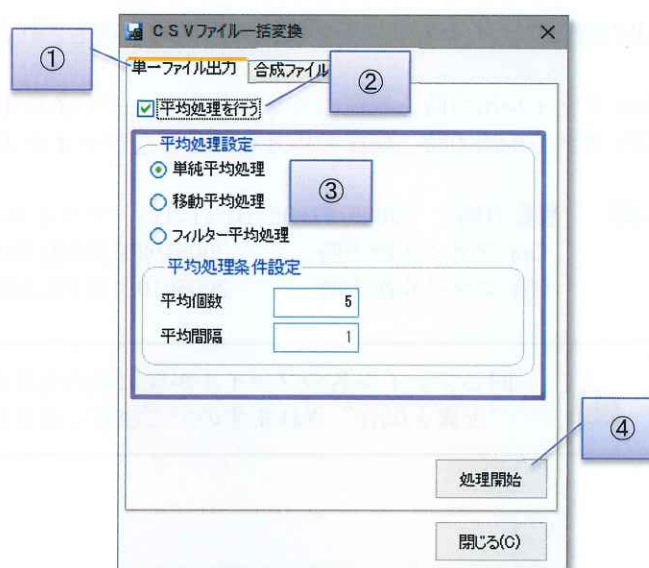 ＣＳＶファイル一括変換
①
単一ファイル出力
合成ファイル
②
平均処理を行う
平均処理設定
単純平均処理
③
移動平均処理
フィルター平均処理
平均処理条件設定
平均個数 5
平均間隔 1
④
処理開始
閉じる(C)